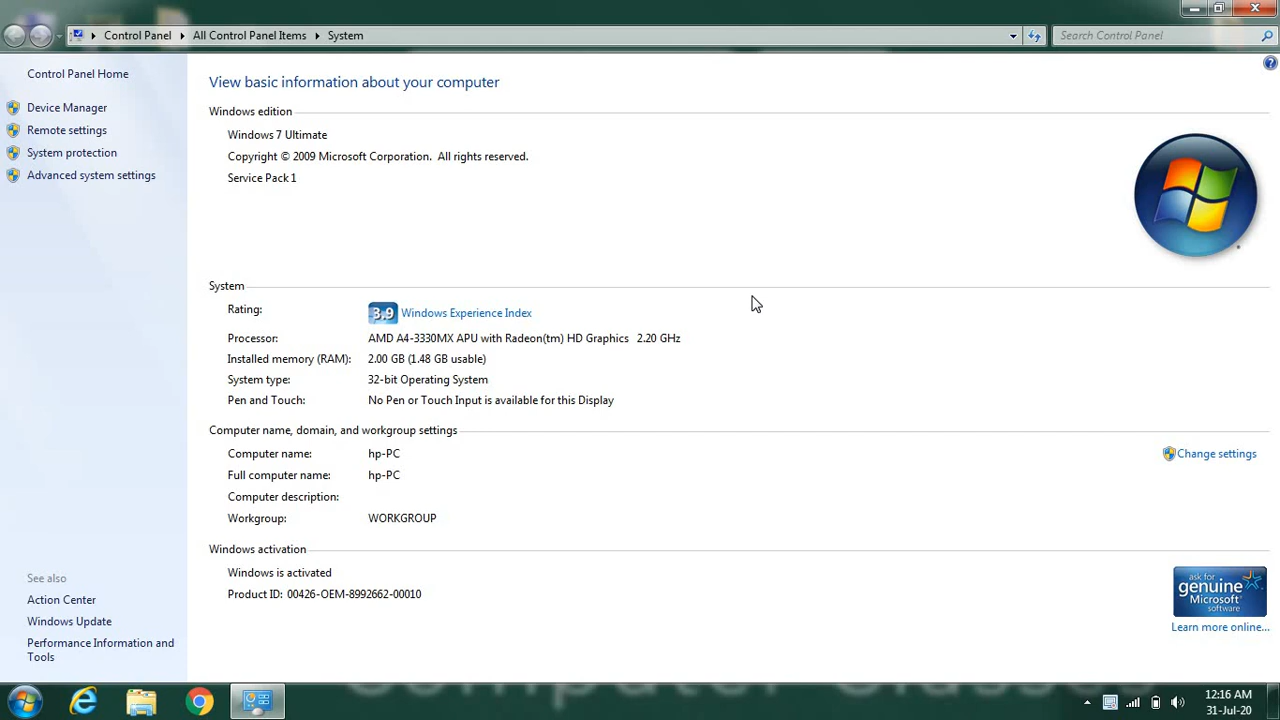 Control Panel ▸ All Control Panel Items ▸ System
Search Control Panel
Control Panel Home
Device Manager
Remote settings
System protection
Advanced system settings
See also
Action Center
Windows Update
Performance Information and
Tools
View basic information about your computer
Windows edition
Windows 7 Ultimate
Copyright © 2009 Microsoft Corporation. All rights reserved.
Service Pack 1
System
Rating: 3.9 Windows Experience Index
Processor: AMD A4-3330MX APU with Radeon(tm) HD Graphics 2.20 GHz
Installed memory (RAM): 2.00 GB (1.48 GB usable)
System type: 32-bit Operating System
Pen and Touch: No Pen or Touch Input is available for this Display
Computer name, domain, and workgroup settings
Computer name: hp-PC
Change settings
Full computer name: hp-PC
Computer description:
Workgroup: WORKGROUP
Windows activation
Windows is activated
Product ID: 00426-OEM-8992662-00010
ask for
genuine
Microsoft
software
Learn more online...
12:16 AM
31-Jul-20